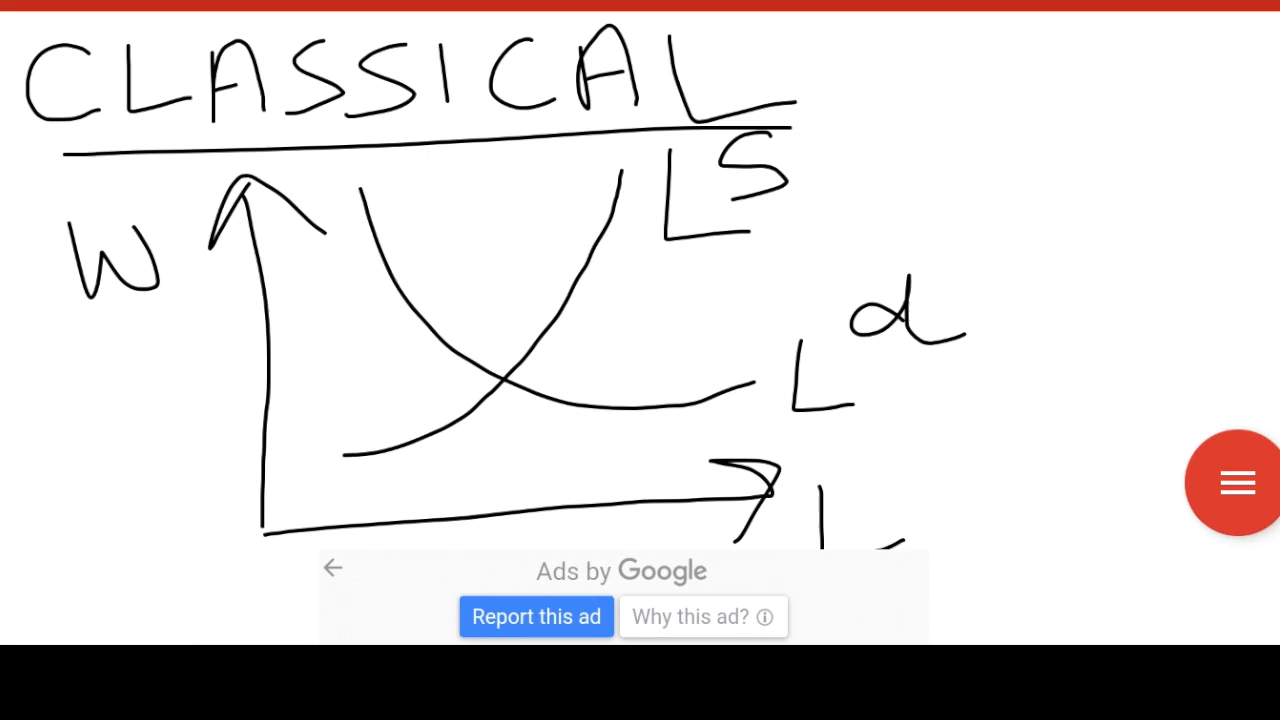 CLASSICAL
W
L^s
L^d
L
Ads by Google
Report this ad
Why this ad?